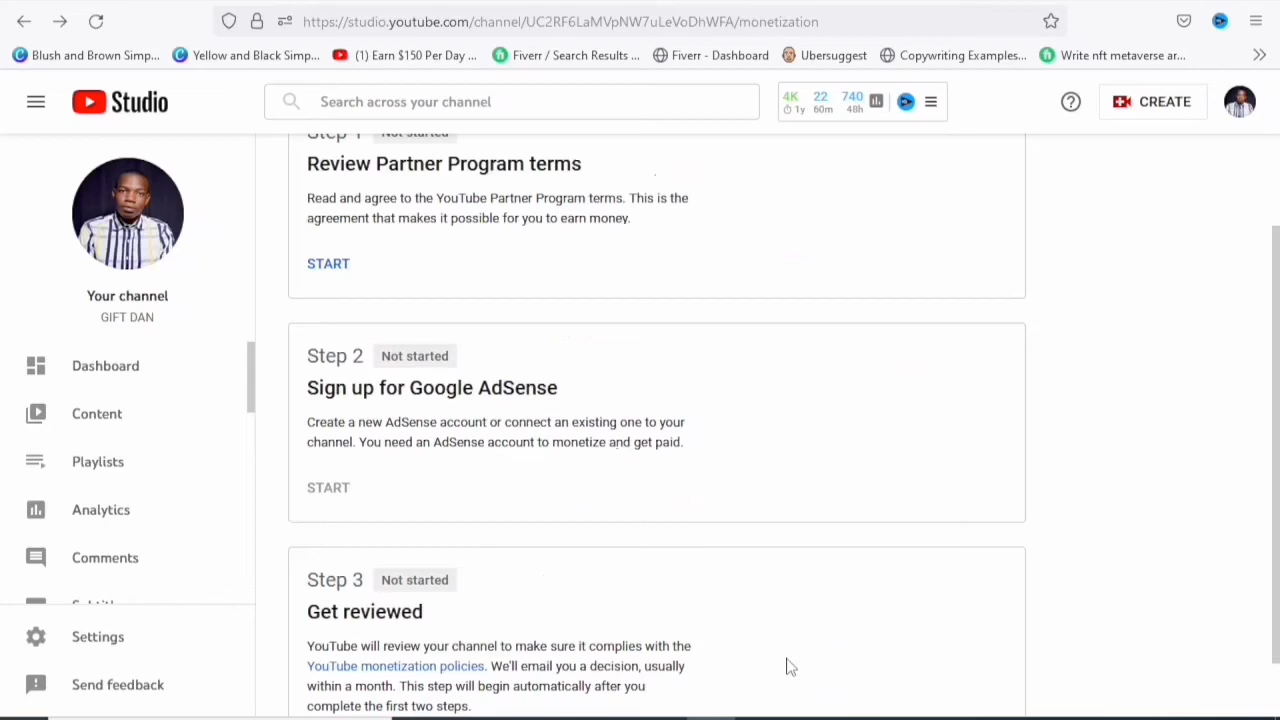 https://studio.youtube.com/channel/UC2RF6LaMVpNW7uLeVoDhWFA/monetization
Blush and Brown Simp...
Yellow and Black Simp...
(1) Earn $150 Per Day ...
Fiverr / Search Results ...
Fiverr - Dashboard
Ubersuggest
Copywriting Examples...
Write nft metaverse ar...
Studio
Search across your channel
4K 22 740
1y 60m 48h
CREATE
Step 1 Not started
Review Partner Program terms
Read and agree to the YouTube Partner Program terms. This is the
agreement that makes it possible for you to earn money.
START
Your channel
GIFT DAN
Dashboard
Content
Playlists
Analytics
Comments
Settings
Send feedback
Step 2 Not started
Sign up for Google AdSense
Create a new AdSense account or connect an existing one to your
channel. You need an AdSense account to monetize and get paid.
START
Step 3 Not started
Get reviewed
YouTube will review your channel to make sure it complies with the
YouTube monetization policies. We'll email you a decision, usually
within a month. This step will begin automatically after you
complete the first two steps.